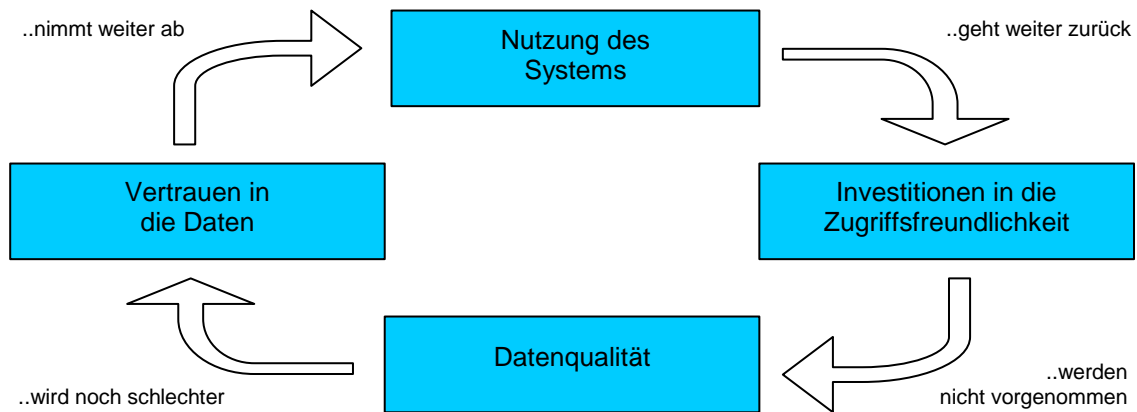 ..nimmt weiter ab
Nutzung des
Systems
..geht weiter zurück
Vertrauen in
die Daten
Investitionen in die
Zugriffsfreundlichkeit
Datenqualität
..wird noch schlechter
..werden
nicht vorgenommen